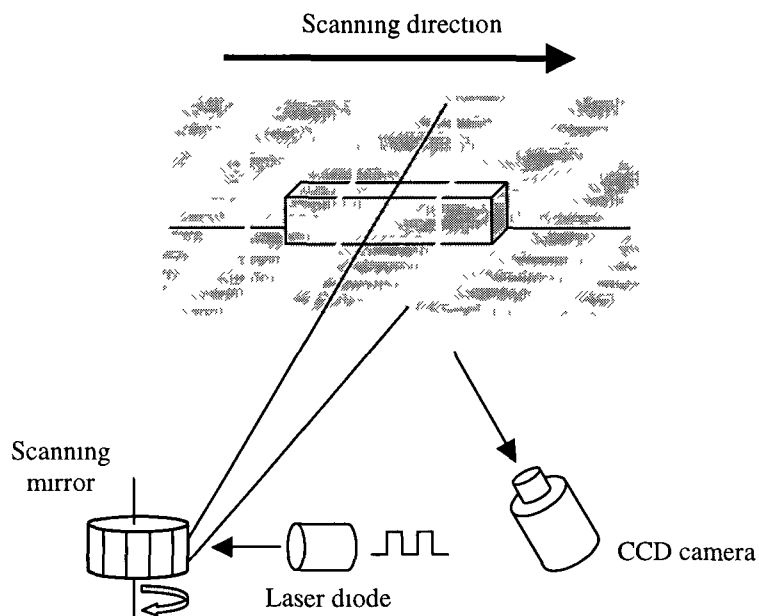 Scanning direction
Scanning
mirror
Laser diode
CCD camera